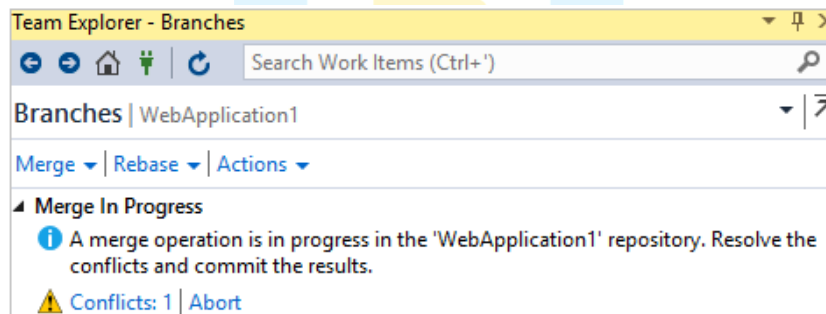 Team Explorer - Branches
Search Work Items (Ctrl+')
Branches | WebApplication1
Merge | Rebase | Actions
Merge In Progress
A merge operation is in progress in the 'WebApplication1' repository. Resolve the
conflicts and commit the results.
Conflicts: 1 | Abort